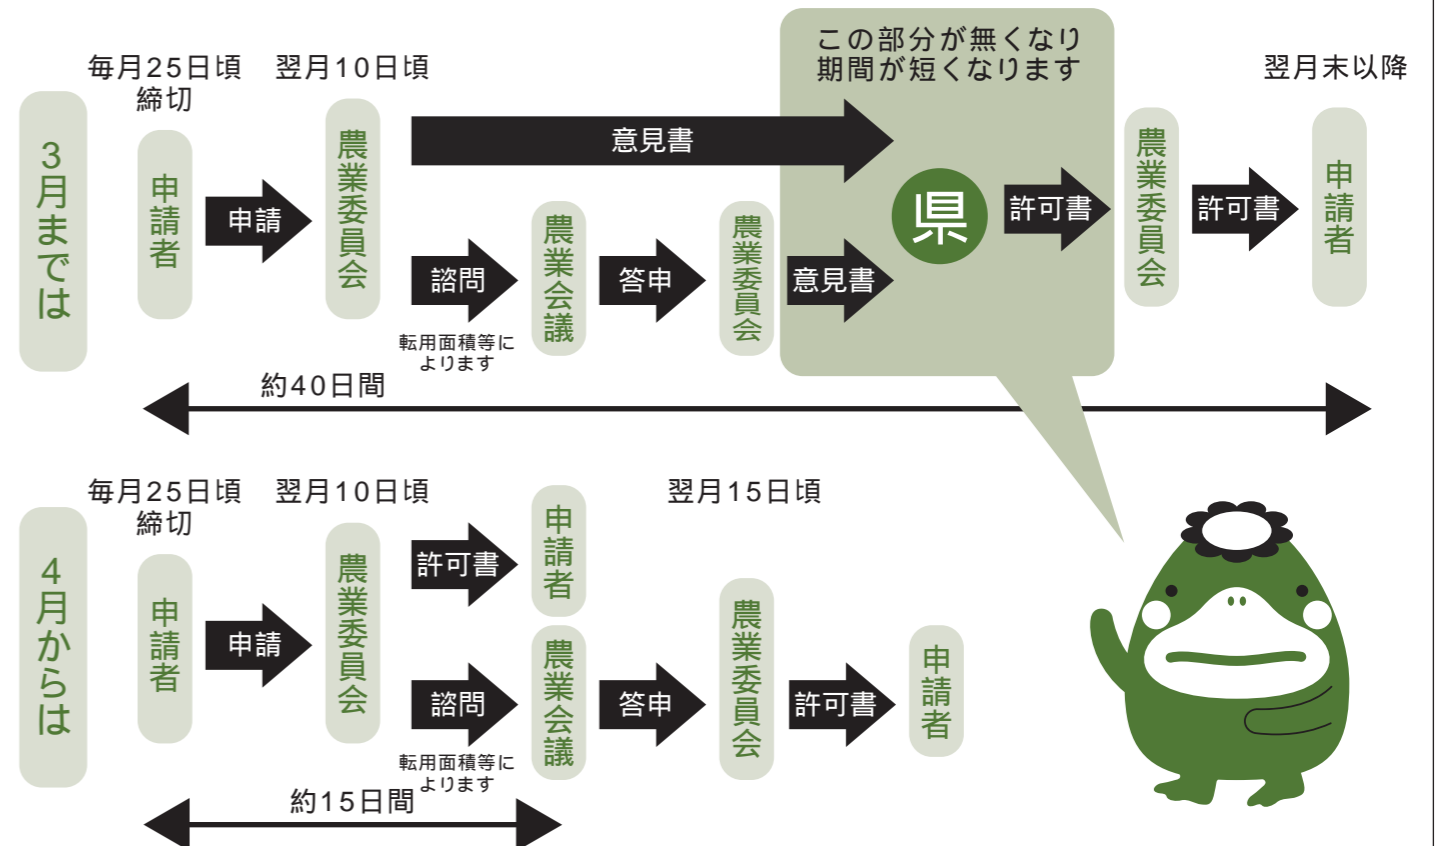 この部分が無くなり
期間が短くなります
毎月25日頃
締切
翌月10日頃
翌月末以降
3月までは
申請者
申請
農業委員会
意見書
諮問
転用面積等に
よります
農業会議
答申
農業委員会
意見書
県
許可書
農業委員会
許可書
申請者
約40日間
毎月25日頃
締切
翌月10日頃
翌月15日頃
4月からは
申請者
申請
農業委員会
許可書
申請者
諮問
転用面積等に
よります
農業会議
答申
農業委員会
許可書
申請者
約15日間